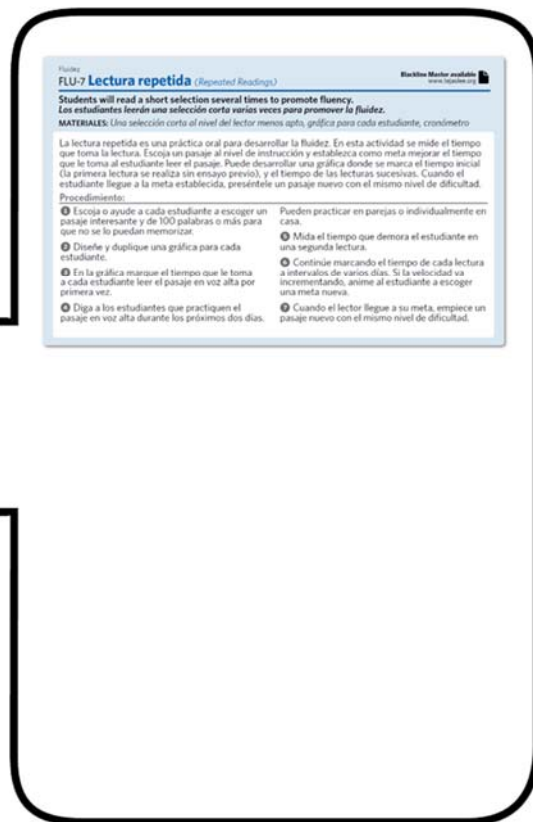 Fluidez
FLU-7 Lectura repetida (Repeated Readings)
Blackline Master available
www.tejaslee.org
Students will read a short selection several times to promote fluency.
Los estudiantes leerán una selección corta varias veces para promover la fluidez.
MATERIALES: Una selección corta al nivel del lector menos apto, gráfica para cada estudiante, cronómetro
La lectura repetida es una práctica oral para desarrollar la fluidez. En esta actividad se mide el tiempo
que toma la lectura. Escoja un pasaje al nivel de instrucción y establezca como meta mejorar el tiempo
que le toma al estudiante leer el pasaje. Puede desarrollar una gráfica donde se marca el tiempo inicial
(la primera lectura se realiza sin ensayo previo), y el tiempo de las lecturas sucesivas. Cuando el
estudiante llegue a la meta establecida, preséntele un pasaje nuevo con el mismo nivel de dificultad.
Procedimiento:
1 Escoja o ayude a cada estudiante a escoger un
pasaje interesante y de 100 palabras o más para
que no se lo puedan memorizar.
2 Diseñe y duplique una gráfica para cada
estudiante.
3 En la gráfica marque el tiempo que le toma
a cada estudiante leer el pasaje en voz alta por
primera vez.
4 Diga a los estudiantes que practiquen el
pasaje en voz alta durante los próximos dos días.
Pueden practicar en parejas o individualmente en
casa.
5 Mida el tiempo que demora el estudiante en
una segunda lectura.
6 Continúe marcando el tiempo de cada lectura
a intervalos de varios días. Si la velocidad va
incrementando, anime al estudiante a escoger
una meta nueva.
7 Cuando el lector llegue a su meta, empiece un
pasaje nuevo con el mismo nivel de dificultad.